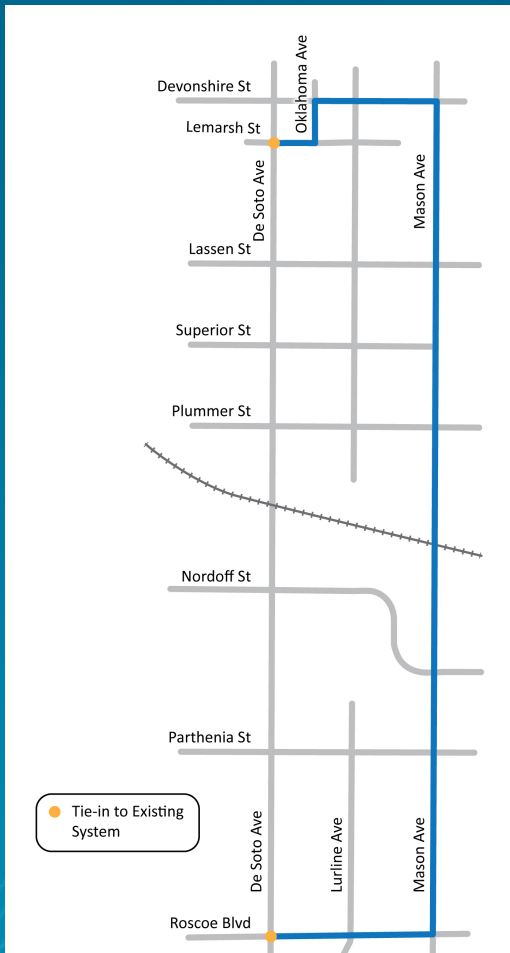 Devonshire St
Oklahoma Ave
Lemarsh St
De Soto Ave
Mason Ave
Lassen St
Superior St
Plummer St
Nordoff St
Parthenia St
Tie-in to Existing
System
De Soto Ave
Lurline Ave
Mason Ave
Roscoe Blvd